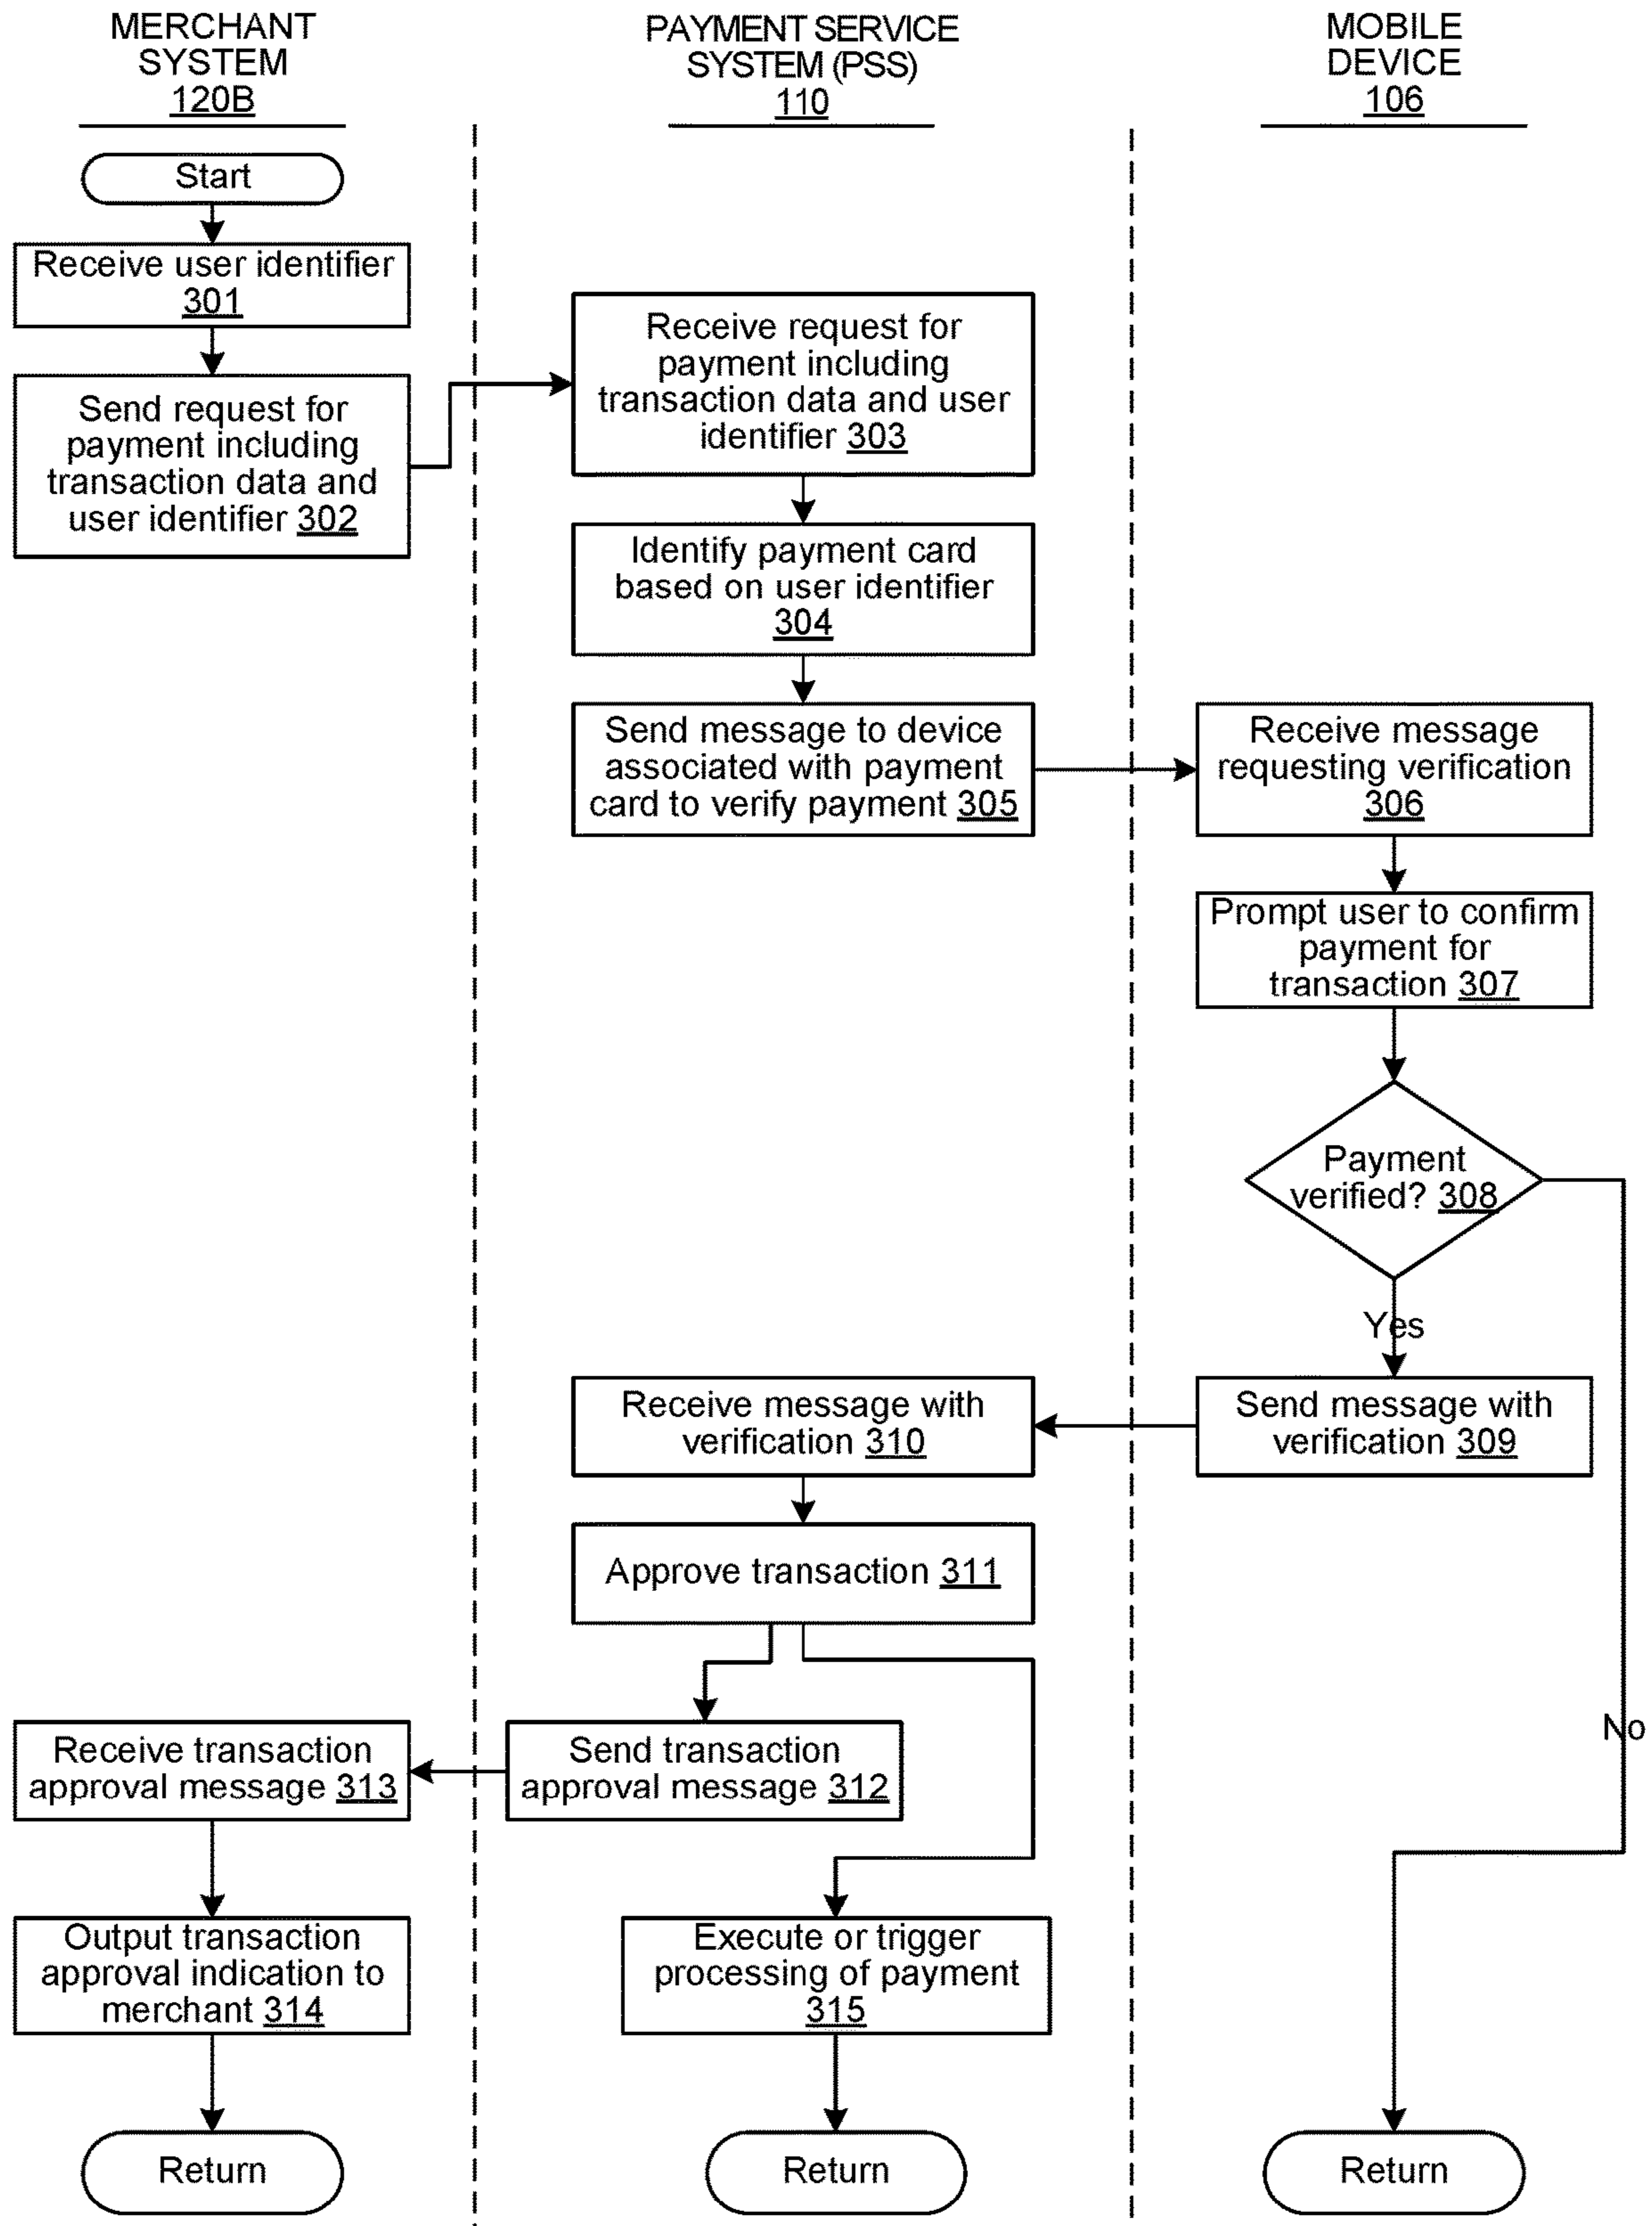 MERCHANT
SYSTEM
120B
PAYMENT SERVICE
SYSTEM (PSS)
110
MOBILE
DEVICE
106
Start
Receive user identifier
301
Send request for
payment including
transaction data and
user identifier 302
Receive request for
payment including
transaction data and user
identifier 303
Identify payment card
based on user identifier
304
Send message to device
associated with payment
card to verify payment 305
Receive message
requesting verification
306
Prompt user to confirm
payment for
transaction 307
Payment
verified? 308
Yes
No
Send message with
verification 309
Receive message with
verification 310
Approve transaction 311
Send transaction
approval message 312
Receive transaction
approval message 313
Output transaction
approval indication to
merchant 314
Execute or trigger
processing of payment
315
Return
Return
Return